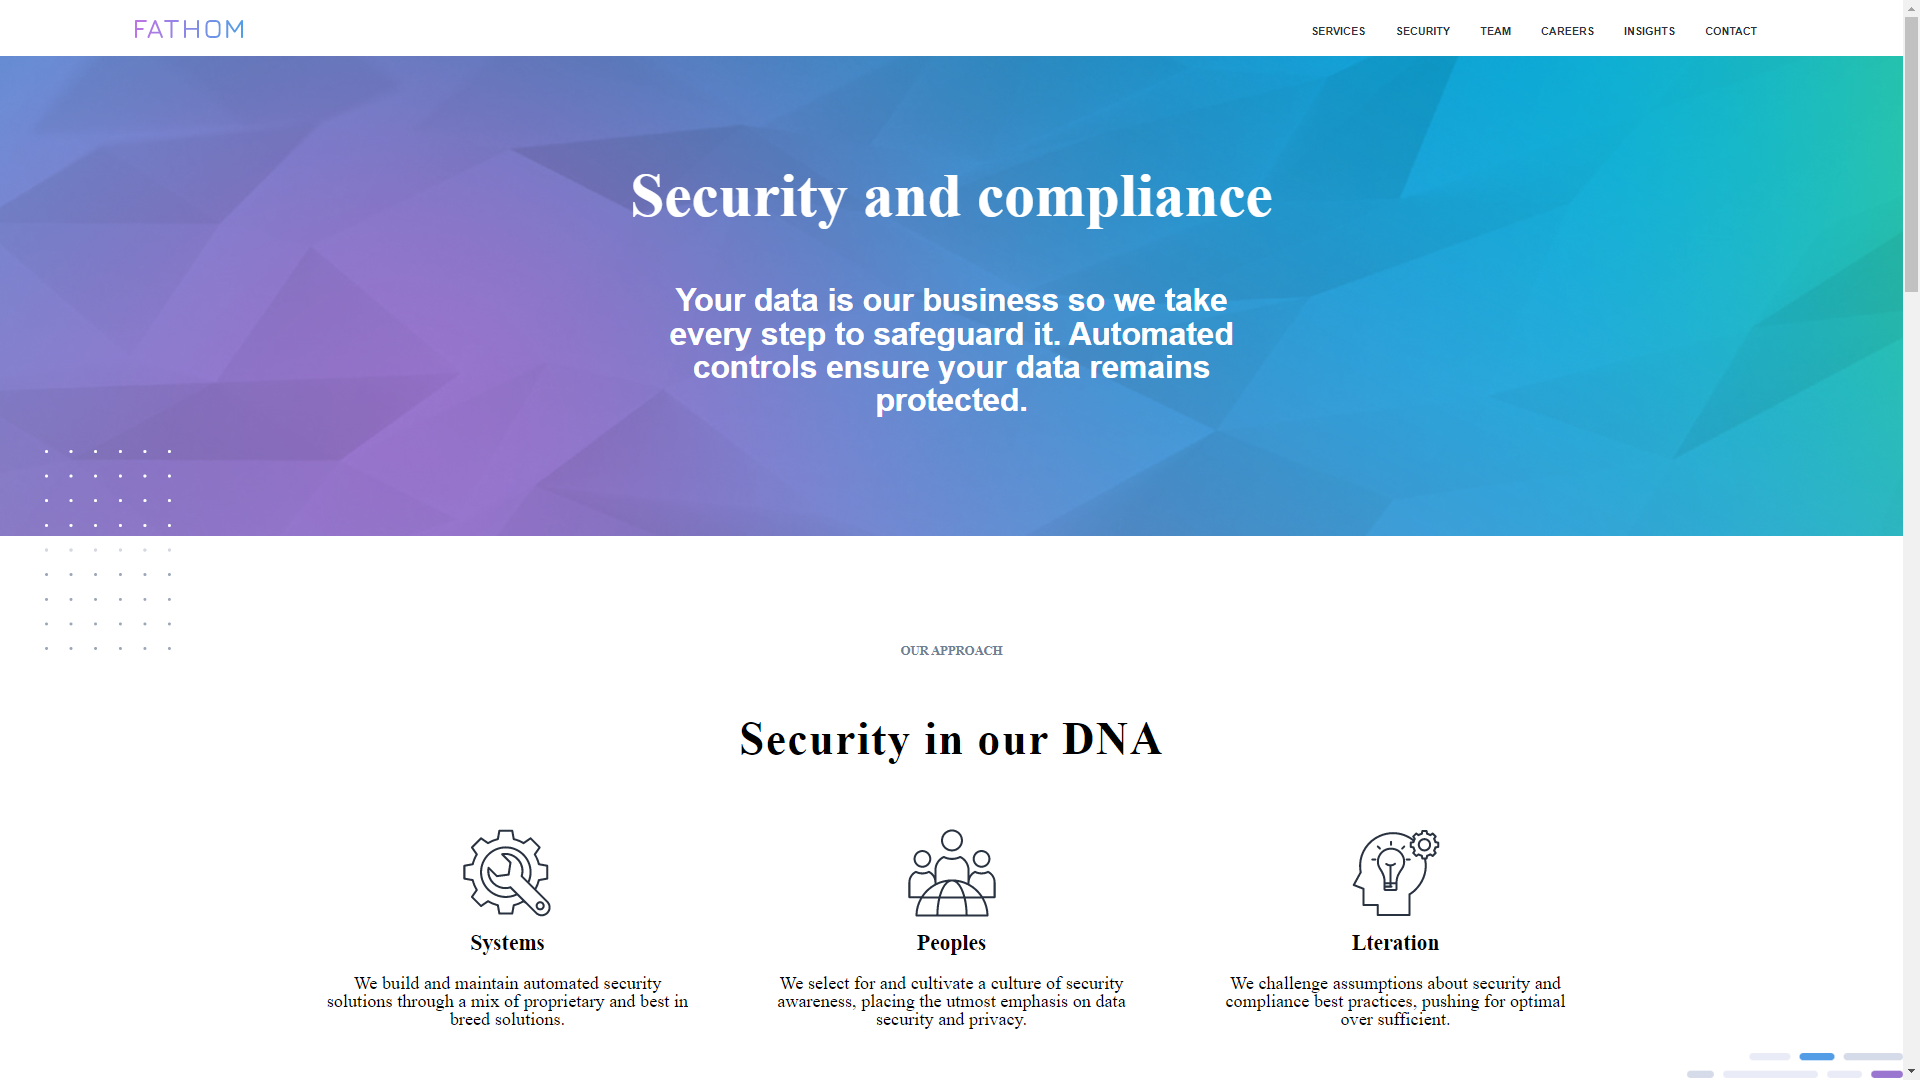 FATHOM
SERVICES SECURITY TEAM CAREERS INSIGHTS CONTACT
Security and compliance
Your data is our business so we take
every step to safeguard it. Automated
controls ensure your data remains
protected.
OUR APPROACH
Security in our DNA
Systems
We build and maintain automated security
solutions through a mix of proprietary and best in
breed solutions.
Peoples
We select for and cultivate a culture of security
awareness, placing the utmost emphasis on data
security and privacy.
Lteration
We challenge assumptions about security and
compliance best practices, pushing for optimal
over sufficient.